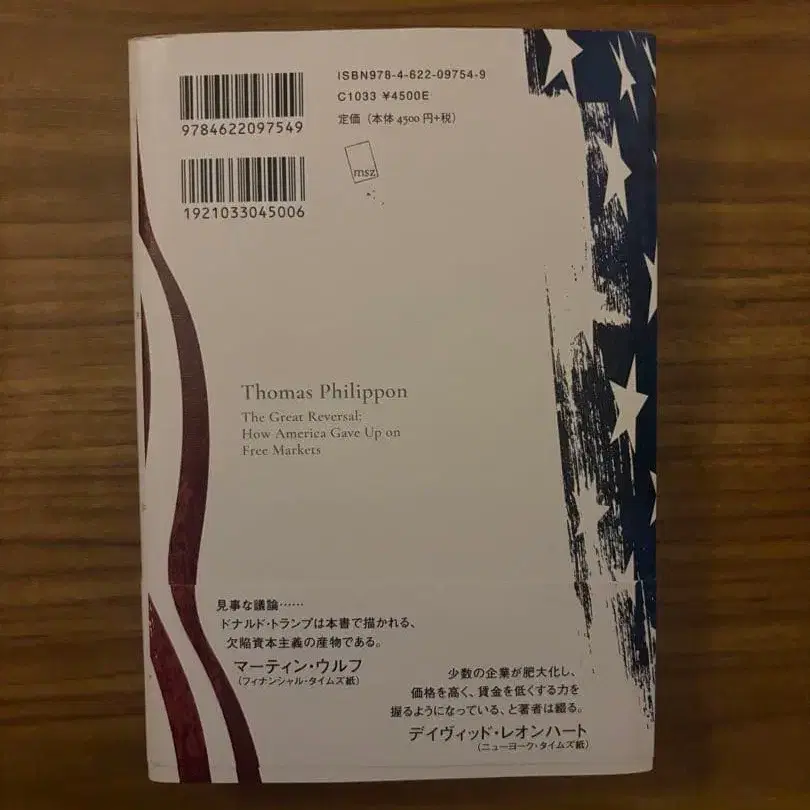 ISBN978-4-622-09754-9
C1033 ¥4500E
定価（本体4500円+税）
9784622097549
1921033045006
msz
Thomas Philippon
The Great Reversal:
How America Gave Up on
Free Markets
見事な議論……
ドナルド・トランプは本書で描かれる、
欠陥資本主義の産物である。
マーティン・ウルフ
（フィナンシャル・タイムズ紙）
少数の企業が肥大化し、
価格を高く、賃金を低くする力を
握るようになっている、と著者は綴る。
デイヴィッド・レオンハート
（ニューヨーク・タイムズ紙）